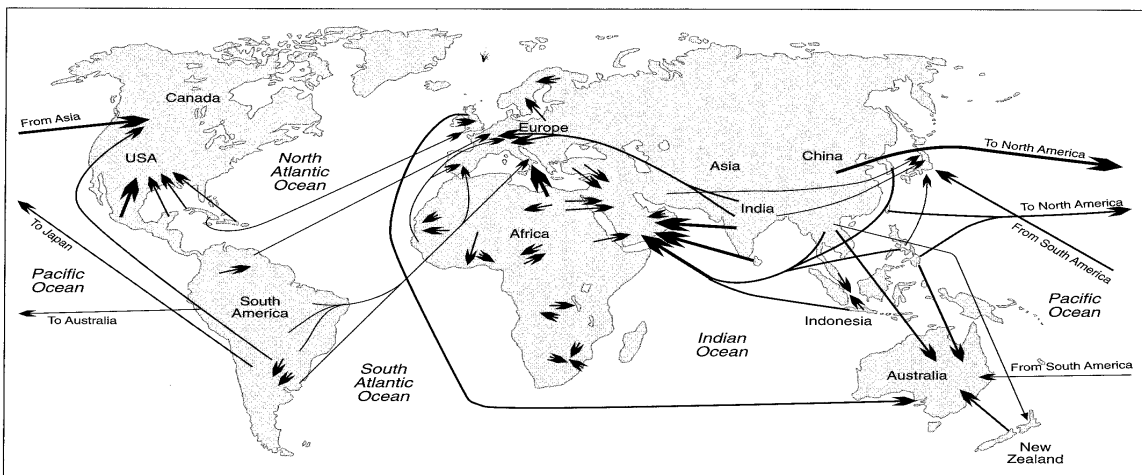 Canada
From Asia
USA
North
Atlantic
Ocean
Europe
Asia
China
To North America
India
To North America
Africa
To Japan
From South America
Pacific
Ocean
South
America
Pacific
Ocean
To Australia
Indonesia
Indian
Ocean
South
Atlantic
Ocean
Australia
From South America
New
Zealand